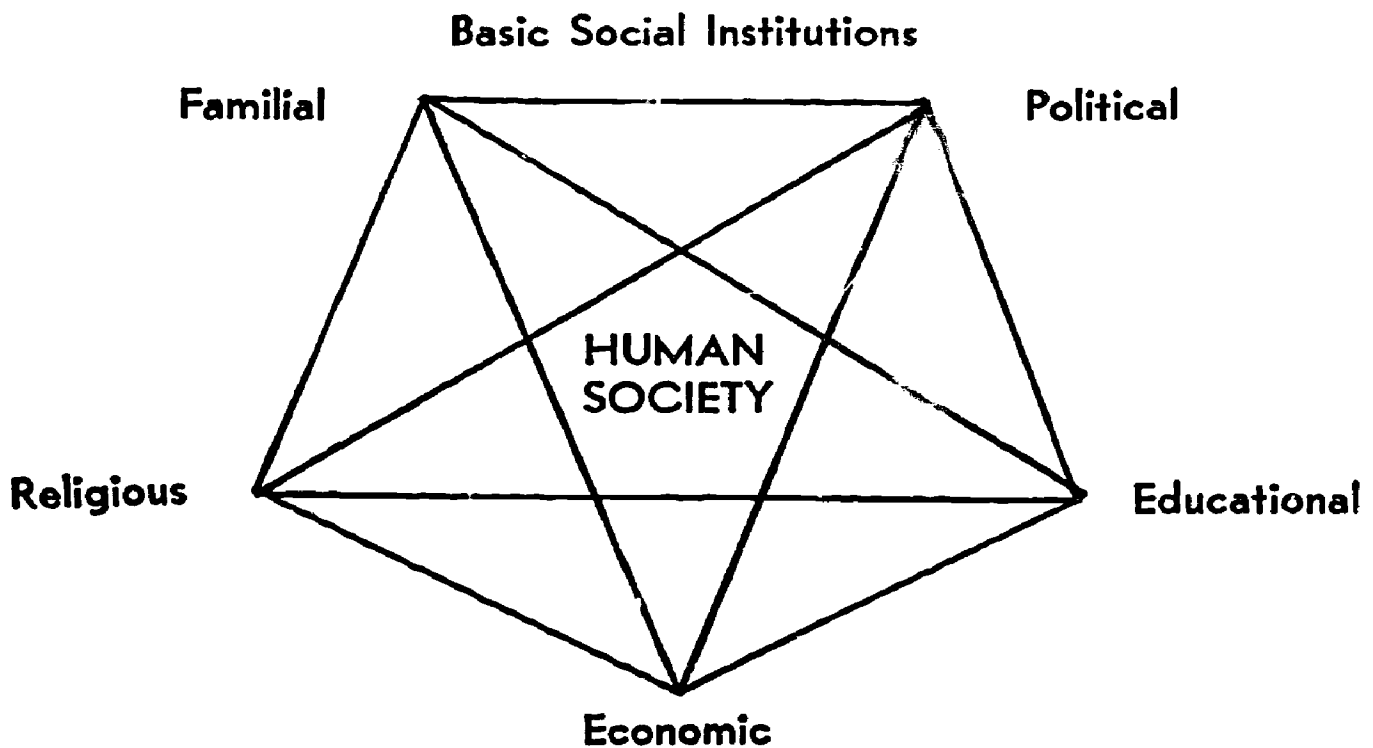 Basic Social Institutions
Familial
Political
HUMAN
SOCIETY
Religious
Educational
Economic